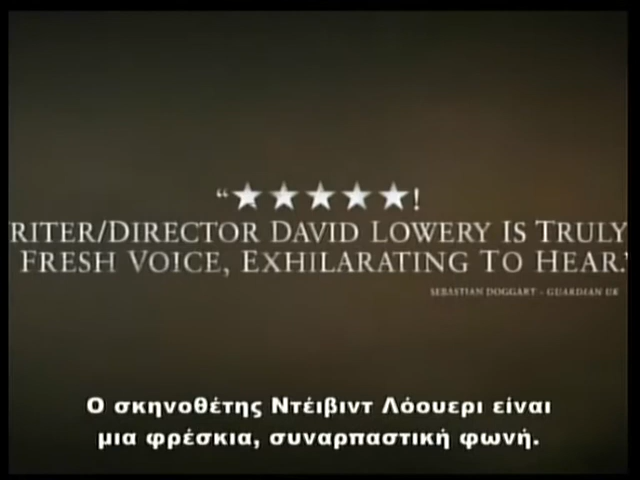 “★★★★★!
RITER/DIRECTOR DAVID LOWERY IS TRULY
FRESH VOICE, EXHILARATING TO HEAR.”
SEBASTIAN DOGGART - GUARDIAN UK
Ο σκηνοθέτης Ντέιβιντ Λόουερι είναι
μια φρέσκια, συναρπαστική φωνή.